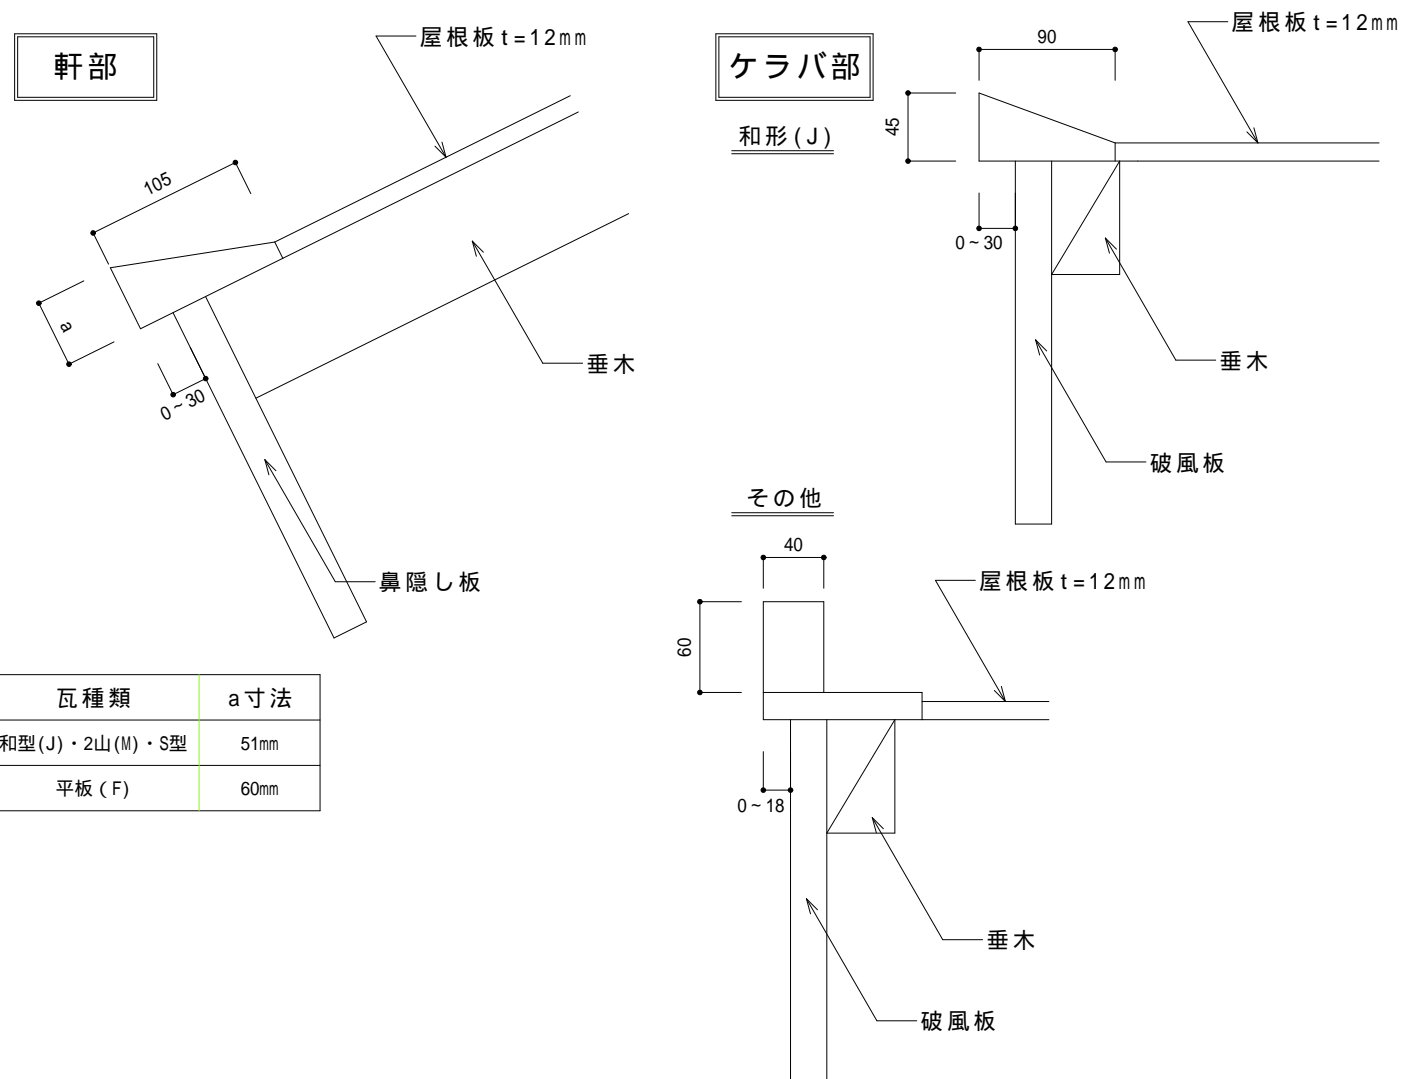 軒部
屋根板t=12mm
105
a
0~30
垂木
鼻隠し板
瓦種類 a寸法
和型(J)・2山(M)・S型 51mm
平板(F) 60mm
ケラバ部
和形(J)
屋根板t=12mm
90
45
0~30
垂木
破風板
その他
40
屋根板t=12mm
60
0~18
垂木
破風板